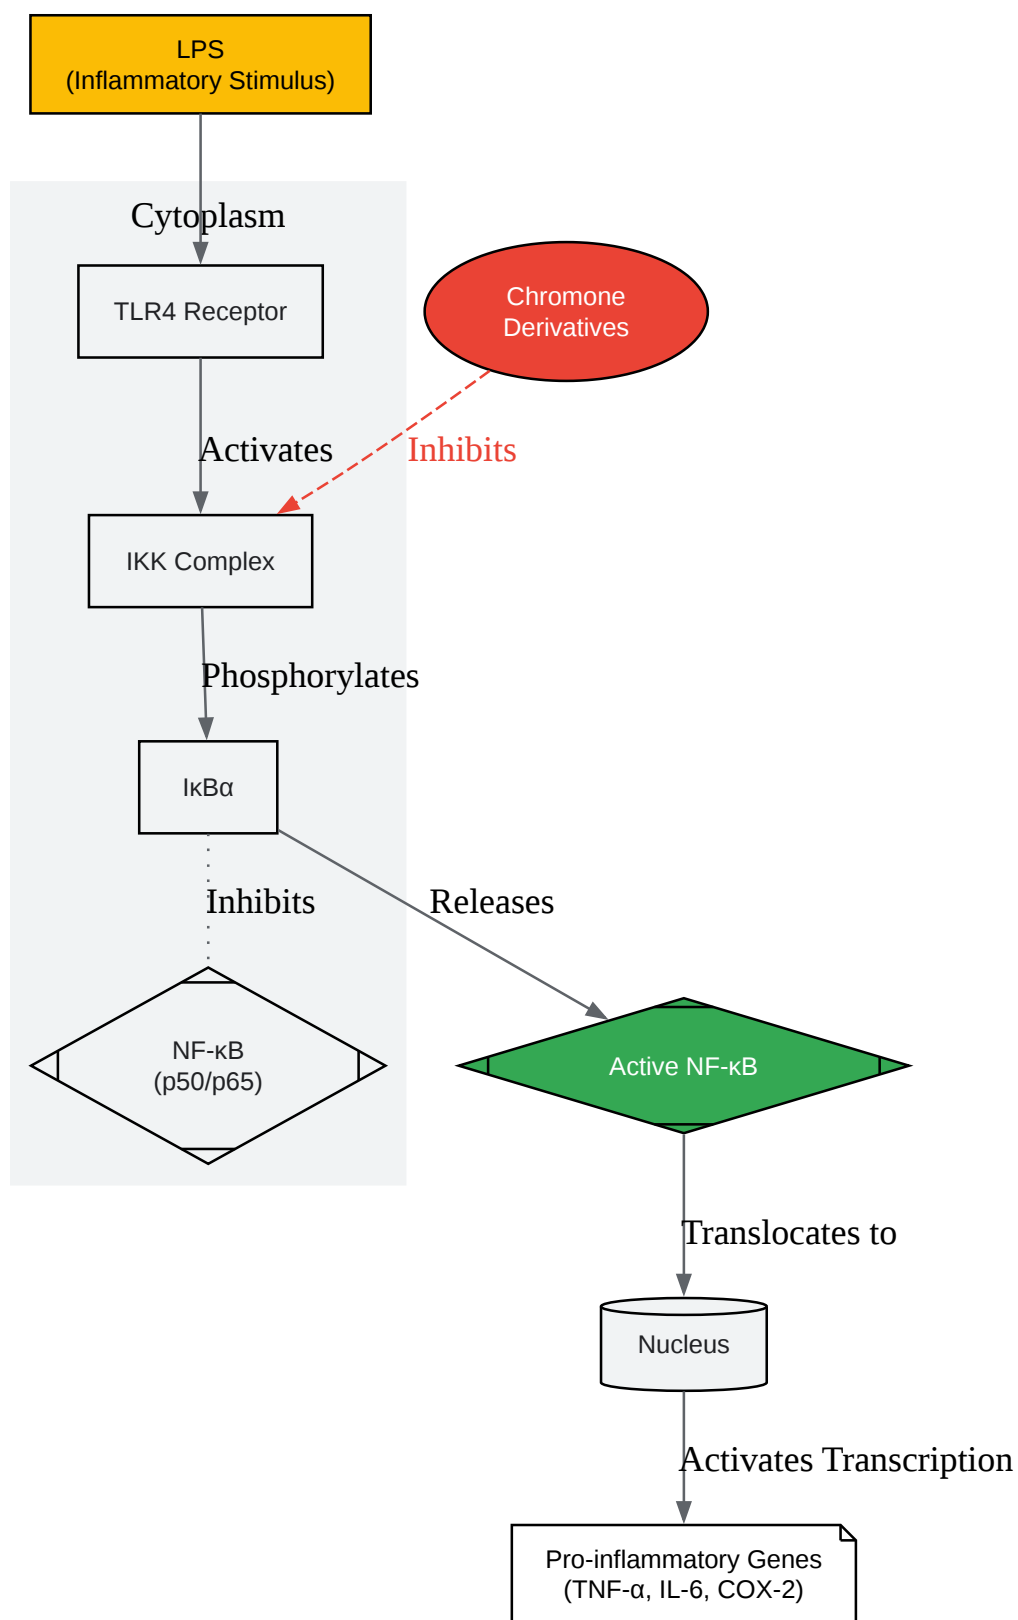 LPS
(Inflammatory Stimulus)
Cytoplasm
TLR4 Receptor
Chromone
Derivatives
Activates
Inhibits
IKK Complex
Phosphorylates
IκBα
Inhibits
Releases
NF-κB
(p50/p65)
Active NF-κB
Translocates to
Nucleus
Activates Transcription
Pro-inflammatory Genes
(TNF-α, IL-6, COX-2)